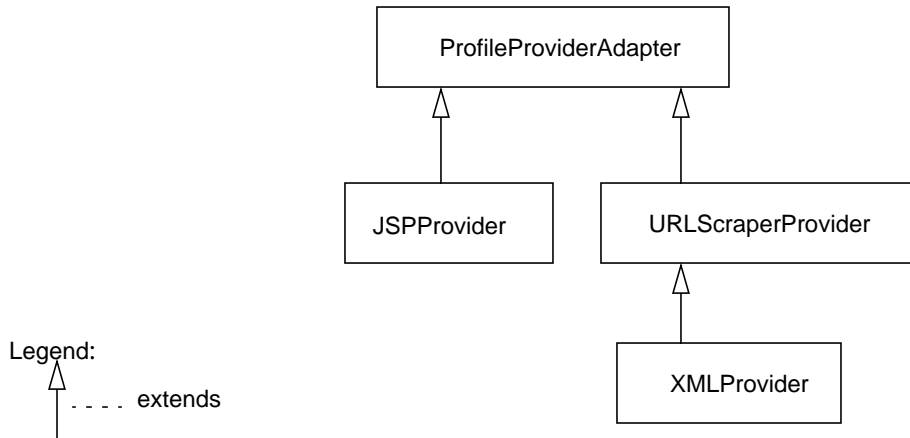 ProfileProviderAdapter
JSPProvider
URLScraperProvider
XMLProvider
Legend:
extends